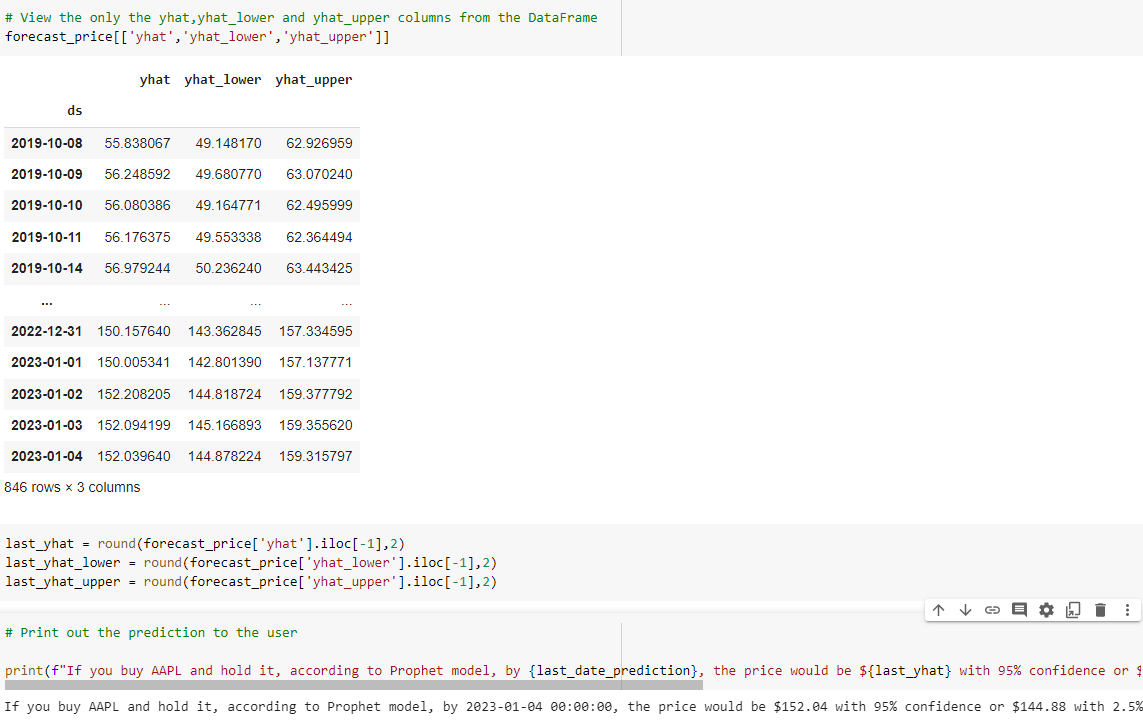 # View the only the yhat,yhat_lower and yhat_upper columns from the DataFrame
forecast_price[['yhat','yhat_lower','yhat_upper']]
yhat yhat_lower yhat_upper
ds
2019-10-08 55.838067 49.148170 62.926959
2019-10-09 56.248592 49.680770 63.070240
2019-10-10 56.080386 49.164771 62.495999
2019-10-11 56.176375 49.553338 62.364494
2019-10-14 56.979244 50.236240 63.443425
... ... ... ...
2022-12-31 150.157640 143.362845 157.334595
2023-01-01 150.005341 142.801390 157.137771
2023-01-02 152.208205 144.818724 159.377792
2023-01-03 152.094199 145.166893 159.355620
2023-01-04 152.039640 144.878224 159.315797
846 rows × 3 columns
last_yhat = round(forecast_price['yhat'].iloc[-1],2)
last_yhat_lower = round(forecast_price['yhat_lower'].iloc[-1],2)
last_yhat_upper = round(forecast_price['yhat_upper'].iloc[-1],2)
# Print out the prediction to the user
print(f"If you buy AAPL and hold it, according to Prophet model, by {last_date_prediction}, the price would be ${last_yhat} with 95% confidence or $
If you buy AAPL and hold it, according to Prophet model, by 2023-01-04 00:00:00, the price would be $152.04 with 95% confidence or $144.88 with 2.5%